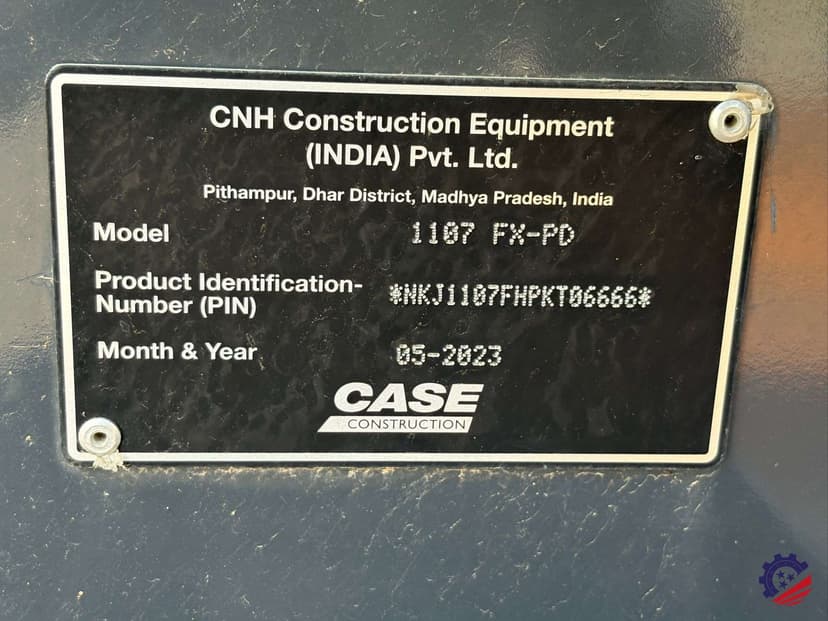 CNH Construction Equipment
(INDIA) Pvt. Ltd.
Pithampur, Dhar District, Madhya Pradesh, India
Model 1107 FX-PD
Product Identification-
Number (PIN) *NKJ1107FHPKT06666*
Month & Year 05-2023
CASE
CONSTRUCTION